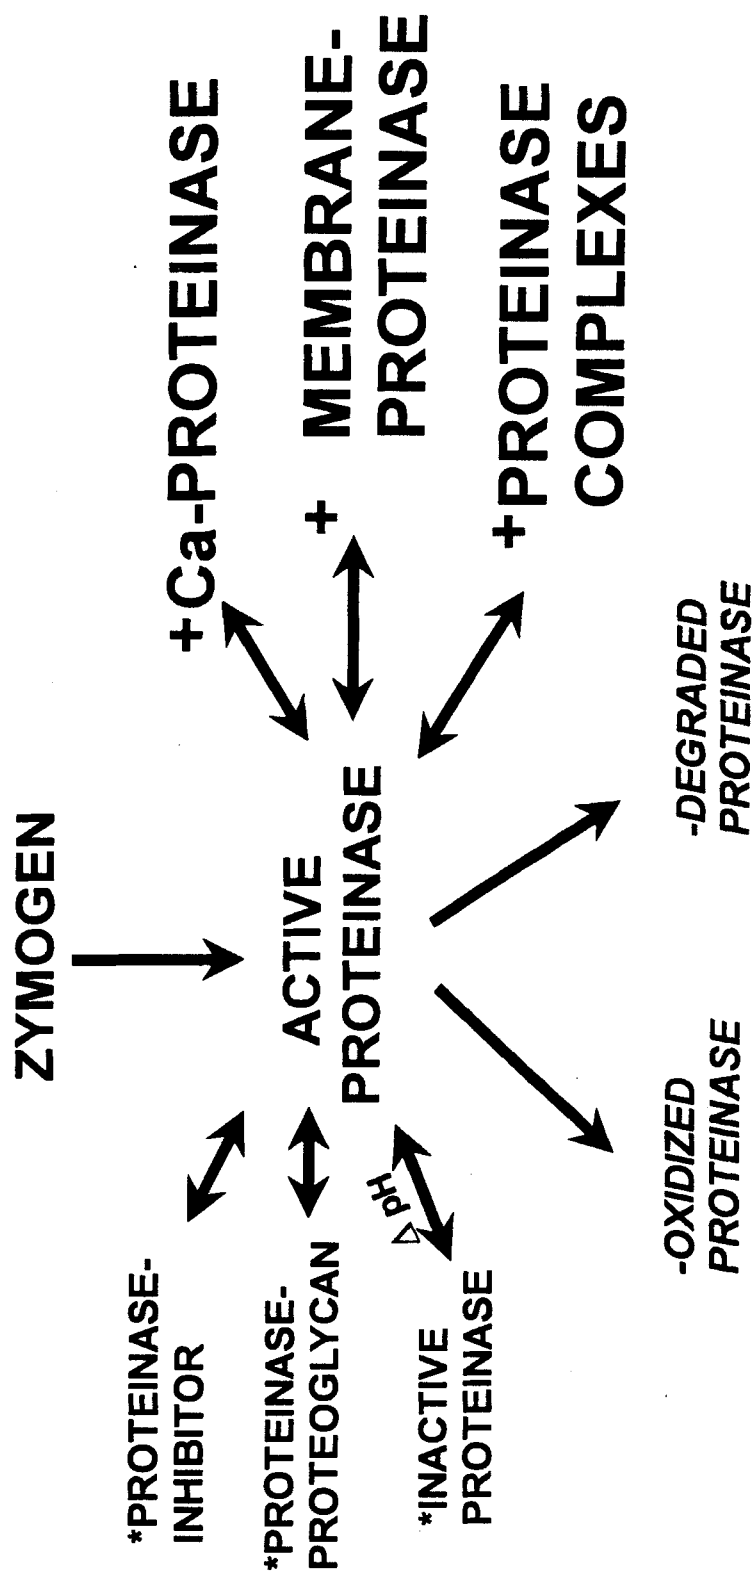 ZYMOGEN
*PROTEINASE-
INHIBITOR
*PROTEINASE-
PROTEOGLYCAN
△ pH
*INACTIVE
PROTEINASE
ACTIVE
PROTEINASE
+Ca-PROTEINASE
+ MEMBRANE-
PROTEINASE
+PROTEINASE
COMPLEXES
-OXIDIZED
PROTEINASE
-DEGRADED
PROTEINASE